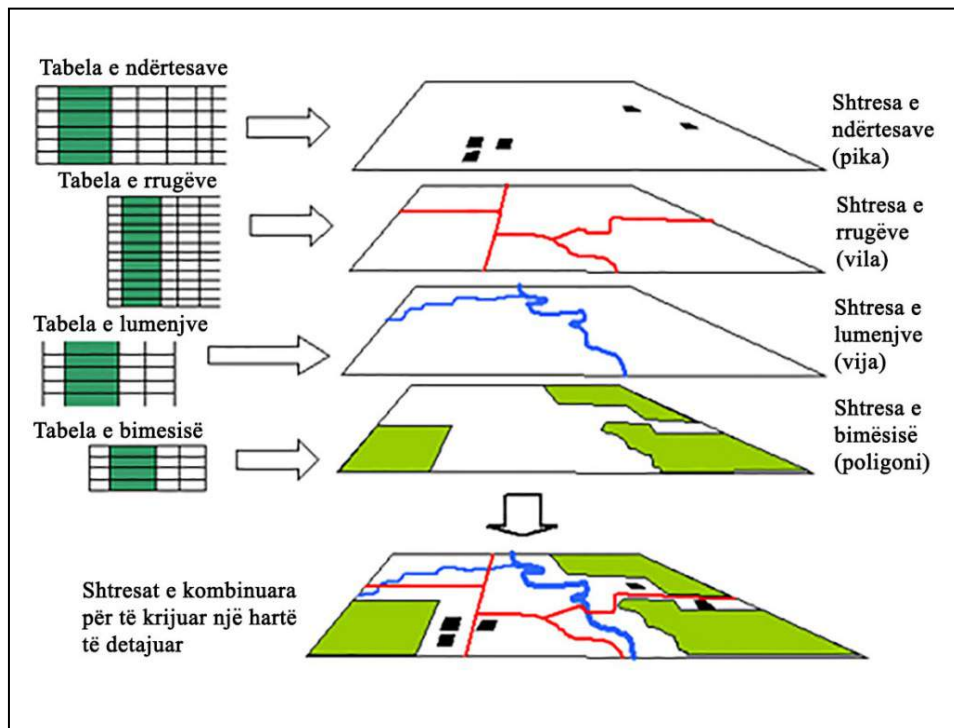 Tabela e ndërtesave
Shtresa e
ndërtesave
(pika)
Tabela e rrugëve
Shtresa e
rrugëve
(vila)
Tabela e lumenjve
Shtresa e
lumenjve
(vija)
Tabela e bimesisë
Shtresa e
bimësisë
(poligoni)
Shtresat e kombinuara
për të krijuar një hartë
të detajuar